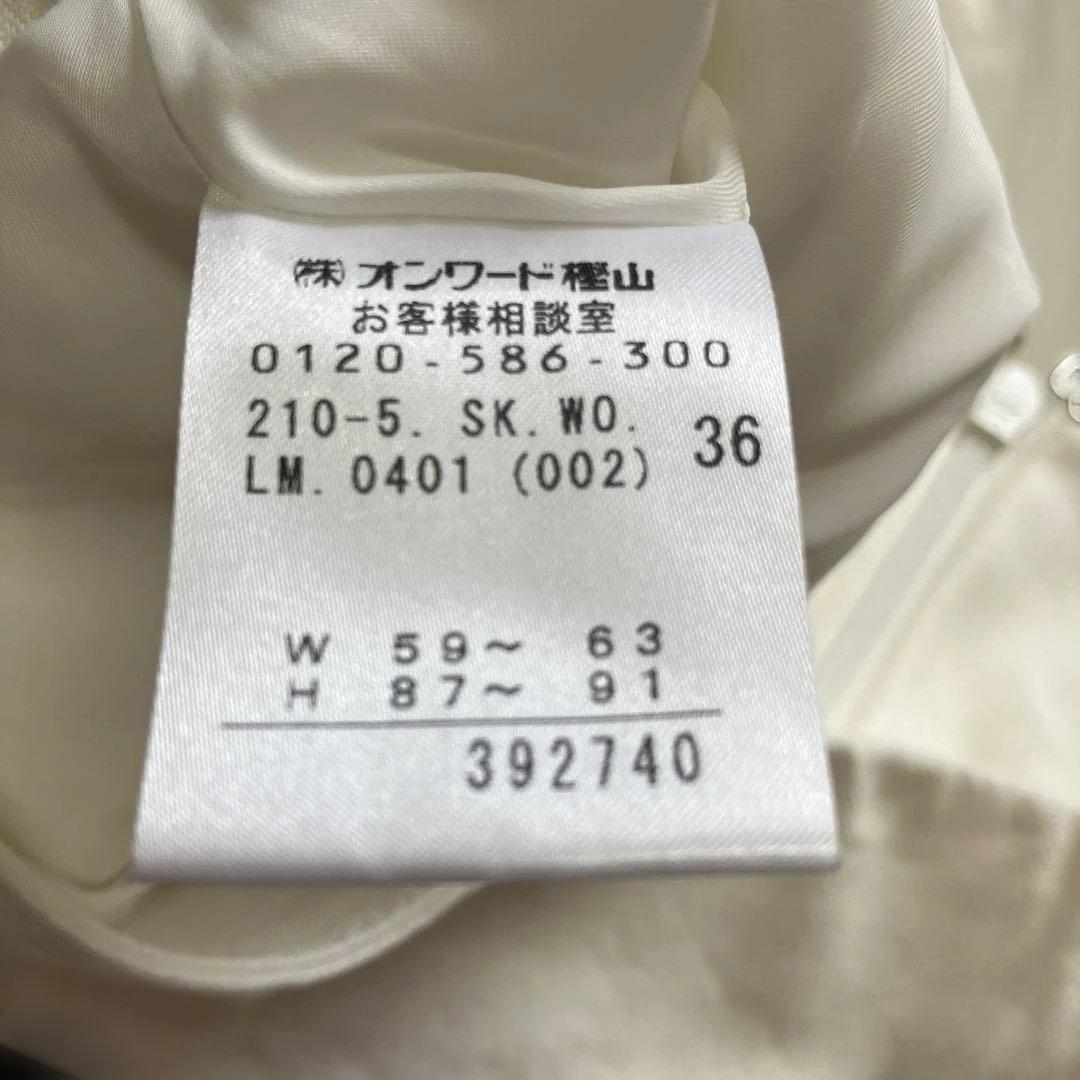 ㈱オンワード樫山
お客様相談室
0120-586-300
210-5. SK.WO. 36
LM. 0401 (002)
W 59～ 63
H 87～ 91
392740